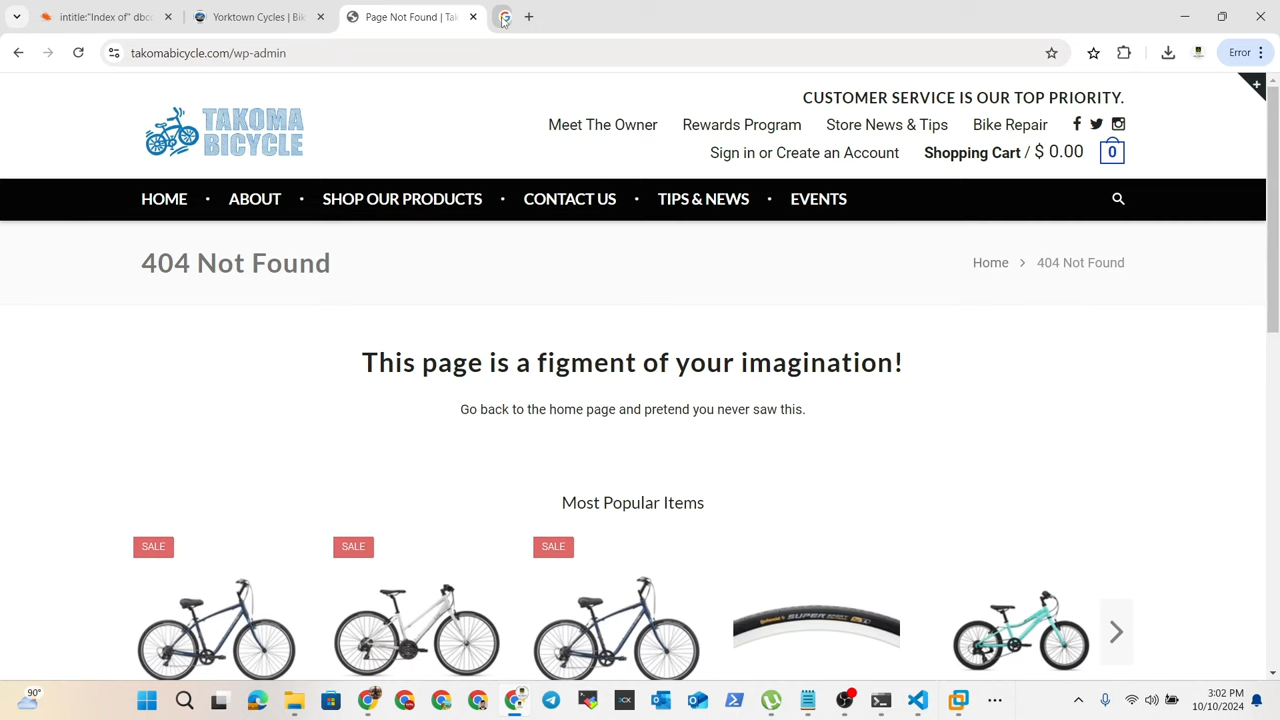 intitle:"Index of" dbc
Yorktown Cycles | Bik
Page Not Found | Tak
takomabicycle.com/wp-admin
Error
CUSTOMER SERVICE IS OUR TOP PRIORITY.
TAKOMA
BICYCLE
Meet The Owner Rewards Program Store News & Tips Bike Repair
Sign in or Create an Account Shopping Cart / $ 0.00 0
HOME • ABOUT • SHOP OUR PRODUCTS • CONTACT US • TIPS & NEWS • EVENTS
404 Not Found
Home > 404 Not Found
This page is a figment of your imagination!
Go back to the home page and pretend you never saw this.
Most Popular Items
SALE SALE SALE
SUPER
90°
3:02 PM
10/10/2024